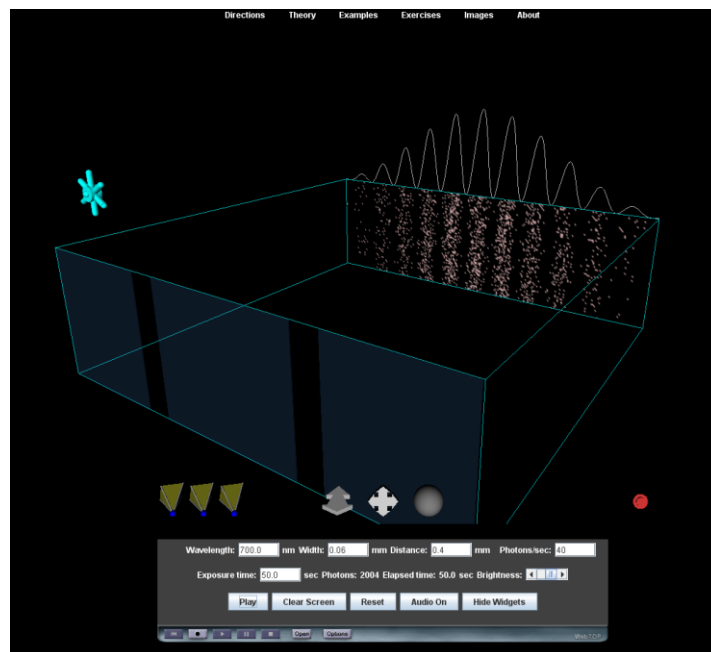 Directions Theory Examples Exercises Images About
Wavelength: 700.0 nm Width: 0.06 mm Distance: 0.4 mm Photons/sec: 40
Exposure time: 50.0 sec Photons: 2004 Elapsed time: 50.0 sec Brightness:
Play Clear Screen Reset Audio On Hide Widgets
Open Options WebTOP